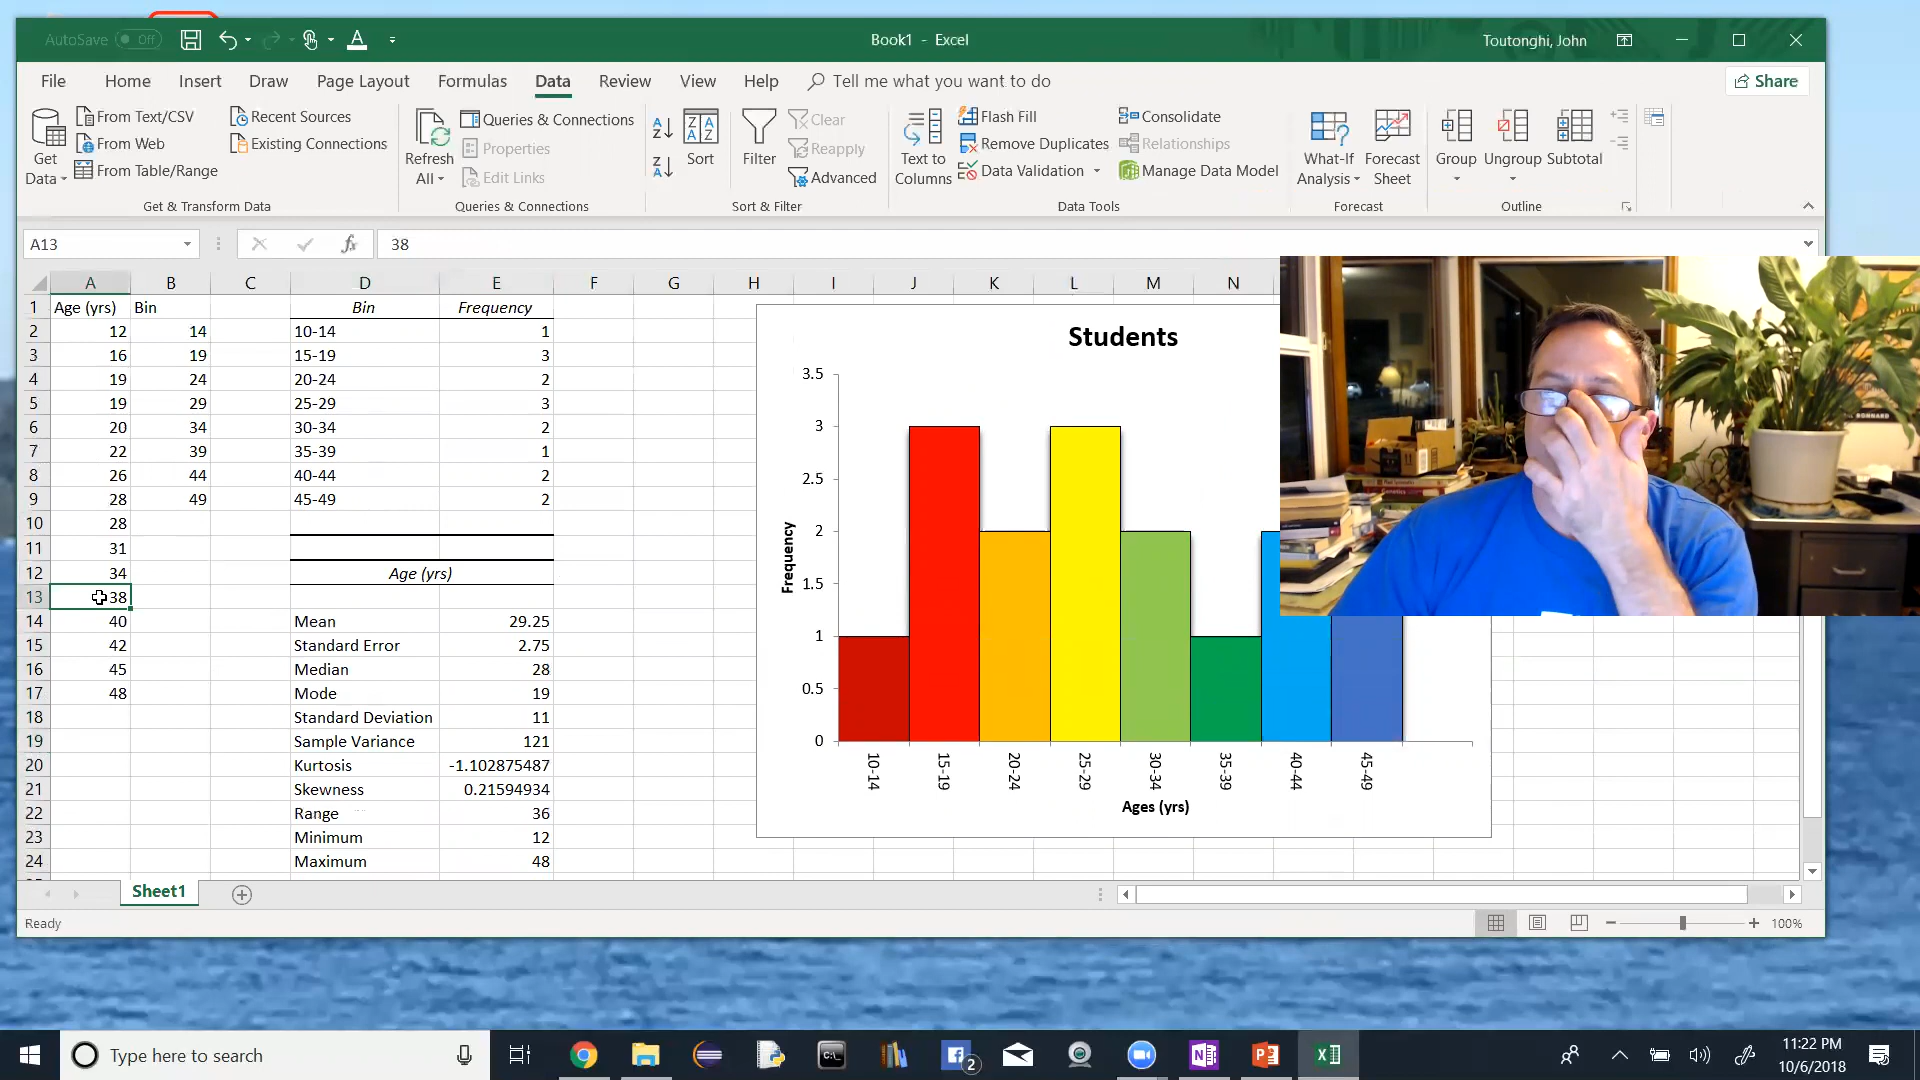 AutoSave Off
Book1 - Excel
Toutonghi, John
File Home Insert Draw Page Layout Formulas Data Review View Help Tell me what you want to do Share
Get Data
From Text/CSV
From Web
From Table/Range
Recent Sources
Existing Connections
Get & Transform Data
Refresh All
Queries & Connections
Properties
Edit Links
Queries & Connections
Sort
Filter
Clear
Reapply
Advanced
Sort & Filter
Text to Columns
Flash Fill
Remove Duplicates
Data Validation
Consolidate
Relationships
Manage Data Model
Data Tools
What-If Analysis
Forecast Sheet
Forecast
Group
Ungroup
Subtotal
Outline
A13 fx 38
A B C D E F G H I J K L M N
1 Age (yrs) Bin Bin Frequency
2 12 14 10-14 1
3 16 19 15-19 3
4 19 24 20-24 2
5 19 29 25-29 3
6 20 34 30-34 2
7 22 39 35-39 1
8 26 44 40-44 2
9 28 49 45-49 2
10 28
11 31
12 34 Age (yrs)
13 38
14 40 Mean 29.25
15 42 Standard Error 2.75
16 45 Median 28
17 48 Mode 19
18 Standard Deviation 11
19 Sample Variance 121
20 Kurtosis -1.102875487
21 Skewness 0.21594934
22 Range 36
23 Minimum 12
24 Maximum 48
Students
Frequency
3.5
3
2.5
2
1.5
1
0.5
0
10-14 15-19 20-24 25-29 30-34 35-39 40-44 45-49
Ages (yrs)
Sheet1
Ready
100%
Type here to search
2
11:22 PM
10/6/2018